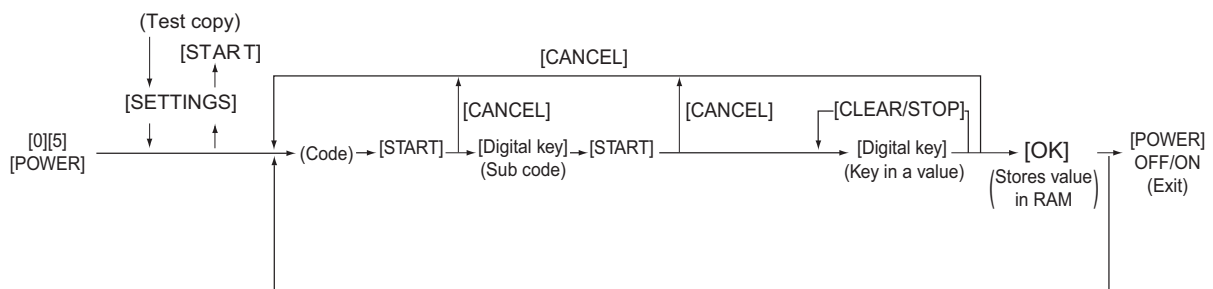 (Test copy)
[START]
[CANCEL]
[SETTINGS]
[CANCEL]
[CANCEL]
[CLEAR/STOP]
[0][5]
[POWER]
(Code)
[START]
[Digital key]
(Sub code)
[START]
[Digital key]
(Key in a value)
[OK]
(Stores value
in RAM)
[POWER]
OFF/ON
(Exit)